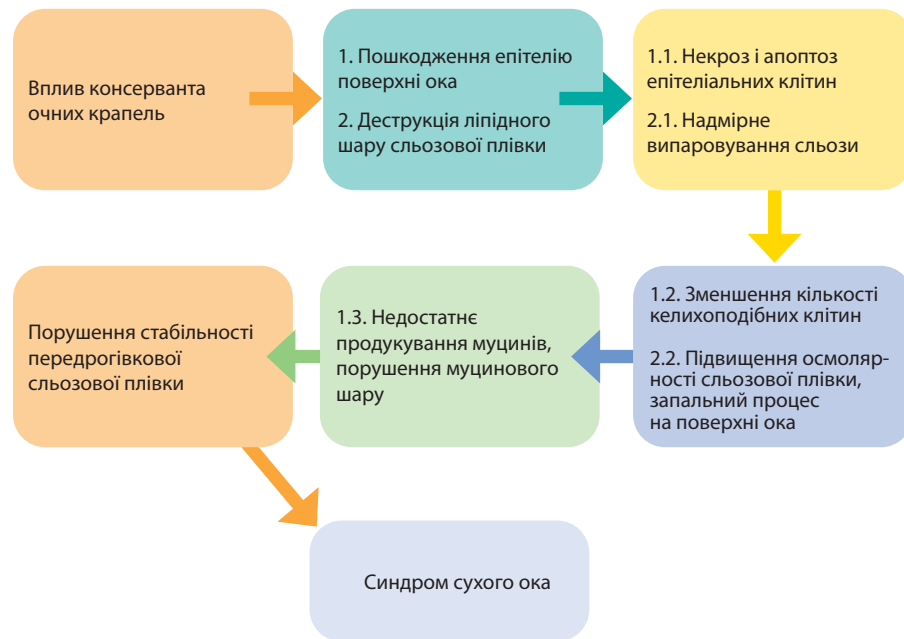 Вплив консерванта
очних крапель
1. Пошкодження епітелію
поверхні ока
2. Деструкція ліпідного
шару сльозової плівки
1.1. Некроз і апоптоз
епітеліальних клітин
2.1. Надмірне
випаровування сльози
1.2. Зменшення кількості
келихоподібних клітин
2.2. Підвищення осмоляр-
ності сльозової плівки,
запальний процес
на поверхні ока
1.3. Недостатнє
продукування муцинів,
порушення муцинового
шару
Порушення стабільності
передрогівкової
сльозової плівки
Синдром сухого ока